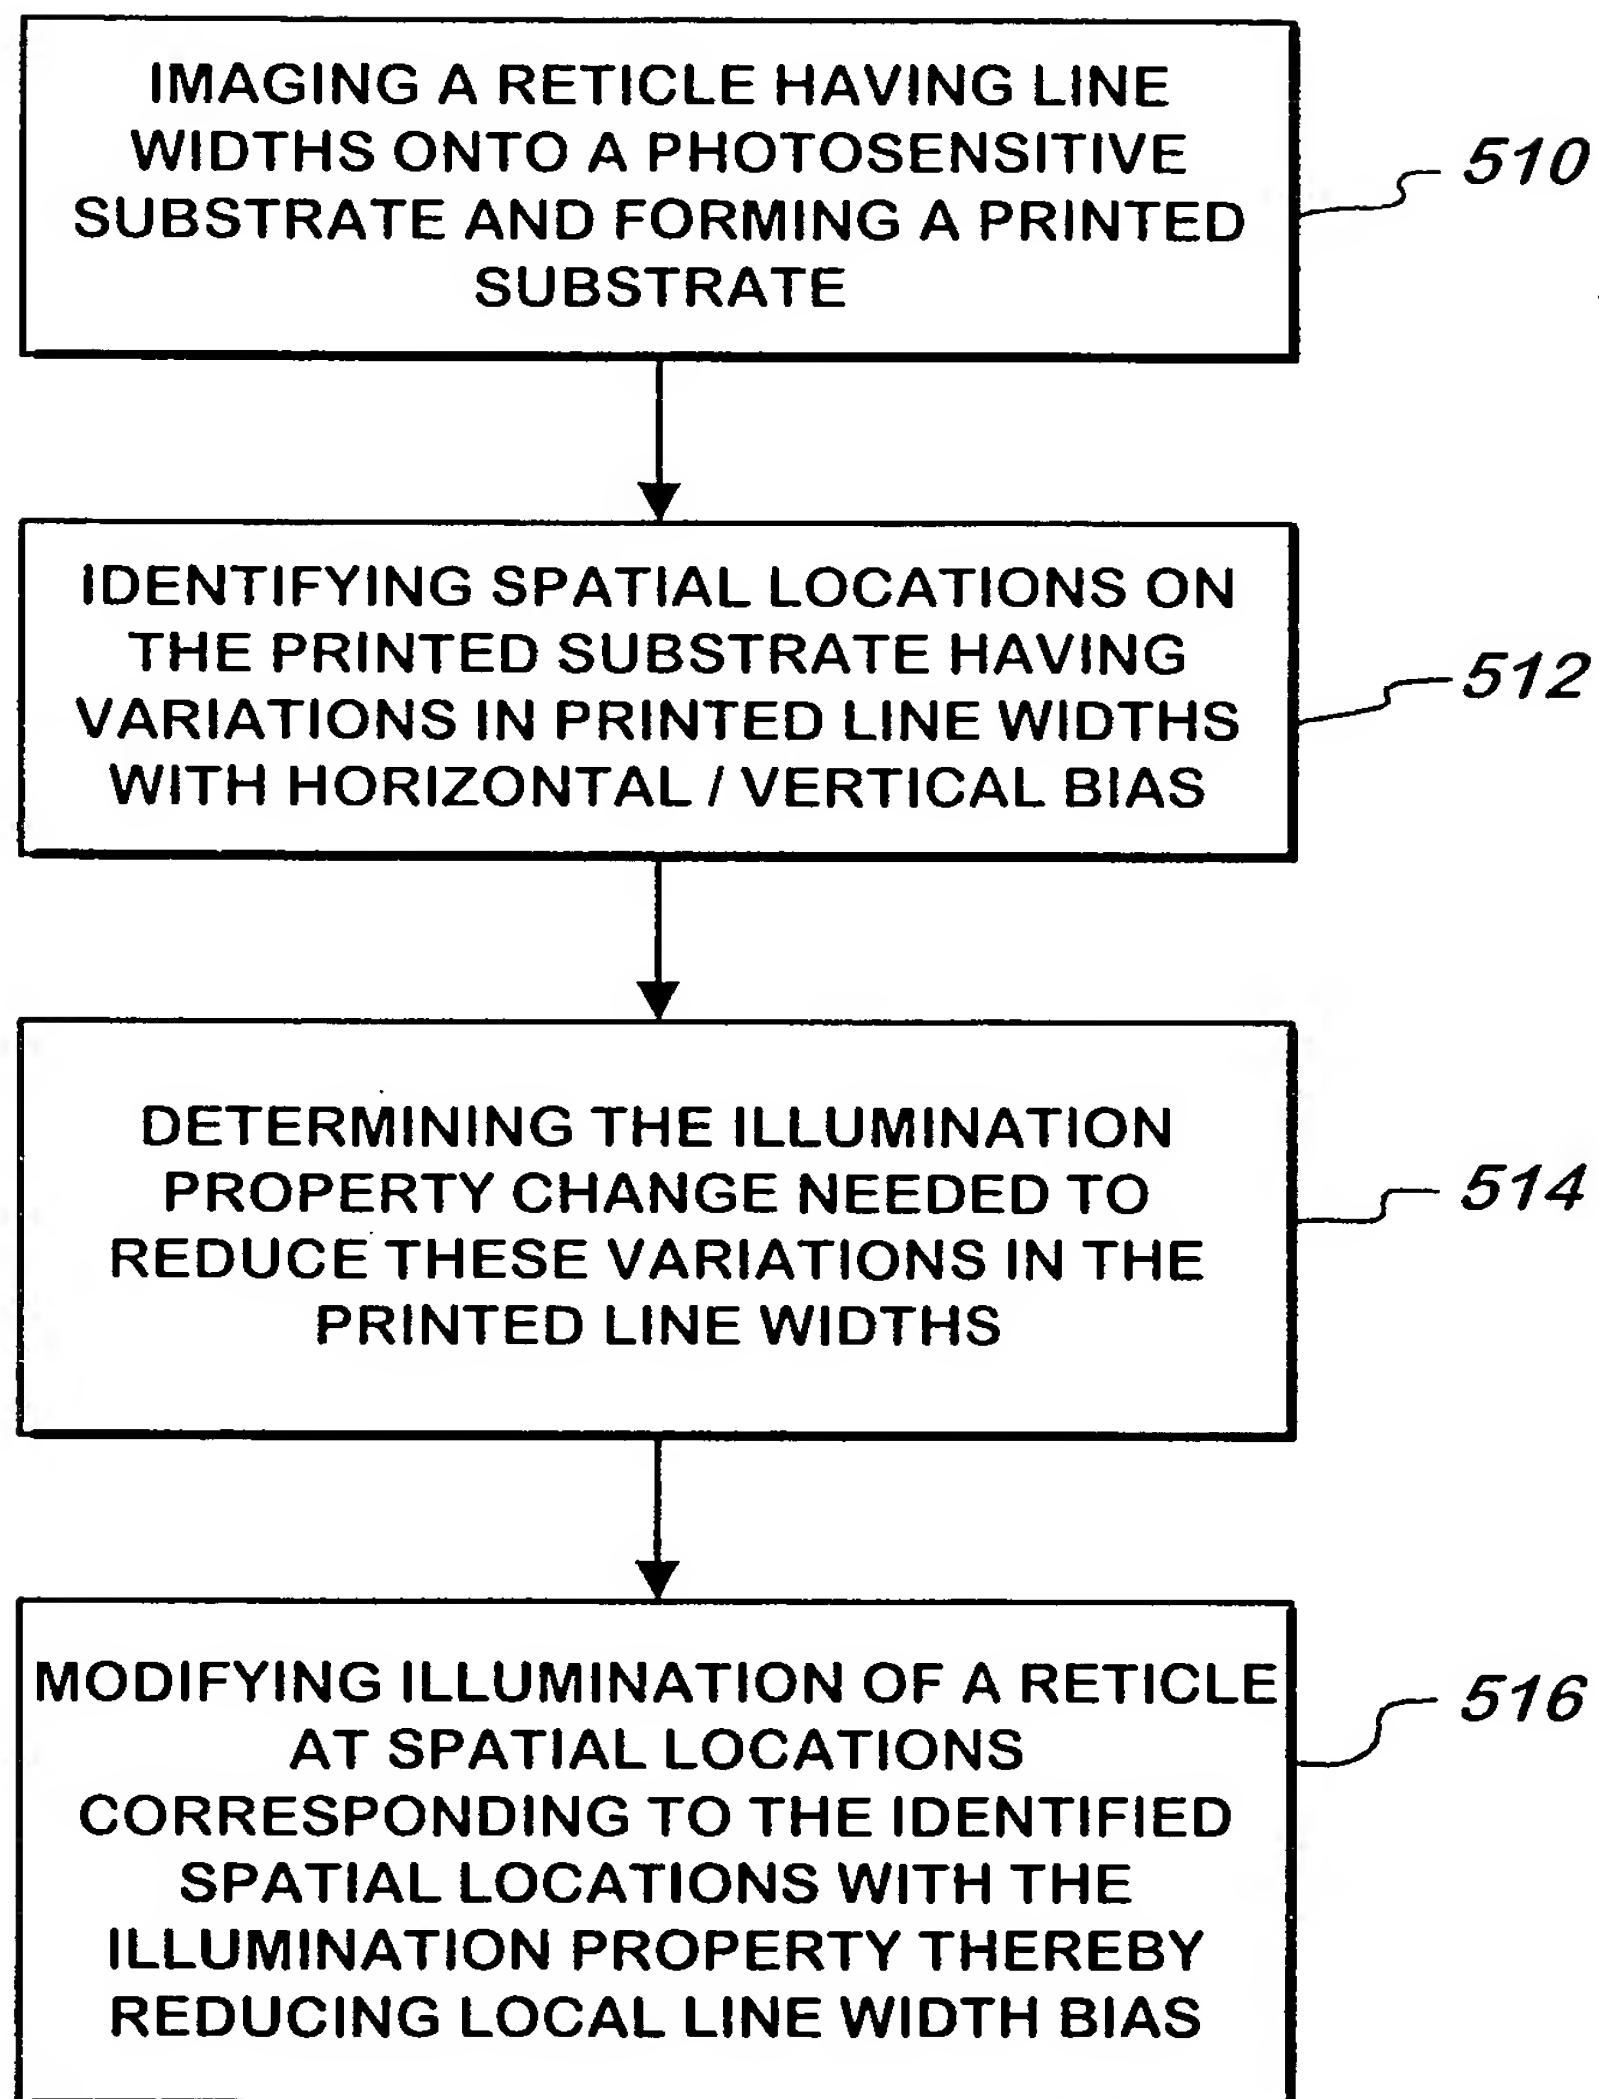 IMAGING A RETICLE HAVING LINE
WIDTHS ONTO A PHOTOSENSITIVE
SUBSTRATE AND FORMING A PRINTED
SUBSTRATE
510
IDENTIFYING SPATIAL LOCATIONS ON
THE PRINTED SUBSTRATE HAVING
VARIATIONS IN PRINTED LINE WIDTHS
WITH HORIZONTAL / VERTICAL BIAS
512
DETERMINING THE ILLUMINATION
PROPERTY CHANGE NEEDED TO
REDUCE THESE VARIATIONS IN THE
PRINTED LINE WIDTHS
514
MODIFYING ILLUMINATION OF A RETICLE
AT SPATIAL LOCATIONS
CORRESPONDING TO THE IDENTIFIED
SPATIAL LOCATIONS WITH THE
ILLUMINATION PROPERTY THEREBY
REDUCING LOCAL LINE WIDTH BIAS
516